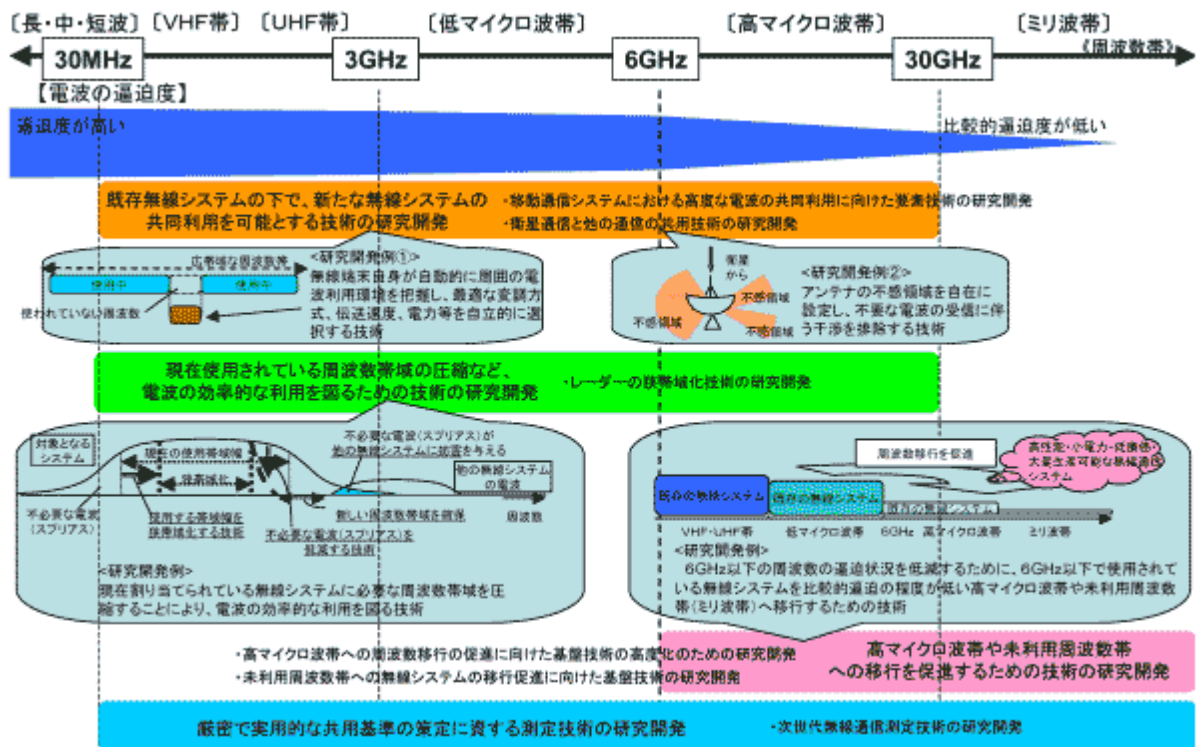 〔長・中・短波〕 〔VHF帯〕 〔UHF帯〕 〔低マイクロ波帯〕 〔高マイクロ波帯〕 〔ミリ波帯〕
《周波数帯》
30MHz 3GHz 6GHz 30GHz
【電波の逼迫度】
逼迫度が高い
比較的逼迫度が低い
既存無線システムの下で、新たな無線システムの
共同利用を可能とする技術の研究開発
・移動通信システムにおける高度な電波の共同利用に向けた要素技術の研究開発
・衛星通信と他の通信の共用技術の研究開発
広帯域な周波数帯
使用中 使用中
使われていない周波数
<研究開発例①>
無線端末自身が自動的に周囲の電
波利用環境を把握し、最適な変調方
式、伝送速度、電力等を自立的に選
択する技術
衛星
から
不感領域
不感領域
不感領域
<研究開発例②>
アンテナの不感領域を自在に
設定し、不要な電波の受信に伴
う干渉を排除する技術
現在使用されている周波数帯域の圧縮など、
電波の効率的な利用を図るための技術の研究開発
・レーダーの狭帯域化技術の研究開発
対象となる
システム
現在の使用帯域幅
狭帯域化
不必要な電波(スプリアス)が
他の無線システムに妨害を与える
他の無線システム
の電波
不必要な電波
(スプリアス)
使用する帯域幅を
狭帯域化する技術
不必要な電波(スプリアス)を
低減する技術
新しい周波数帯域を確保
周波数
<研究開発例>
現在割り当てられている無線システムに必要な周波数帯域を圧
縮することにより、電波の効率的な利用を図る技術
周波数移行を促進
高性能・小電力・低価格・
大量生産可能な無線通信
システム
既存の無線システム
既存の無線システム
既存の無線システム
VHF・UHF帯 低マイクロ波帯 6GHz 高マイクロ波帯 ミリ波帯
<研究開発例>
6GHz以下の周波数の逼迫状況を低減するために、6GHz以下で使用され
ている無線システムを比較的逼迫の程度が低い高マイクロ波帯や未利用周波数
帯(ミリ波帯)へ移行するための技術
・高マイクロ波帯への周波数移行の促進に向けた基盤技術の高度化のための研究開発
・未利用周波数帯への無線システムの移行促進に向けた基盤技術の研究開発
高マイクロ波帯や未利用周波数帯
への移行を促進するための技術の研究開発
厳密で実用的な共用基準の策定に資する測定技術の研究開発
・次世代無線通信測定技術の研究開発